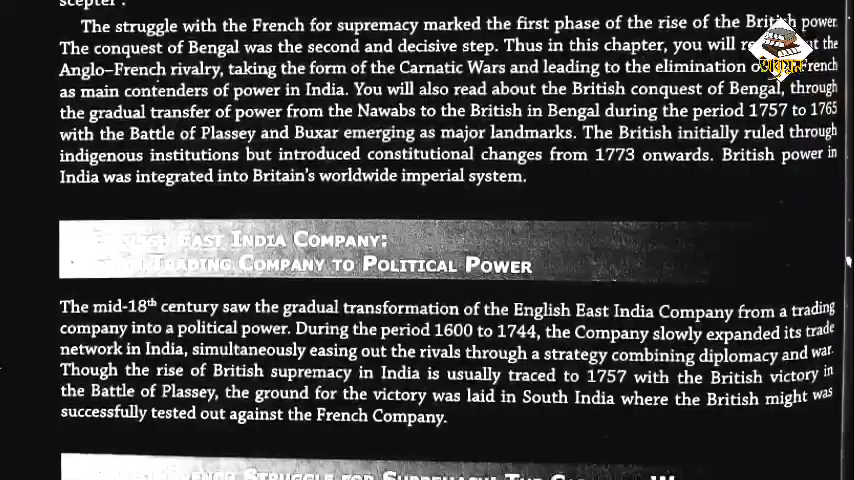 scepter'.
The struggle with the French for supremacy marked the first phase of the rise of the British power.
The conquest of Bengal was the second and decisive step. Thus in this chapter, you will the
Anglo–French rivalry, taking the form of the Carnatic Wars and leading to the elimination
as main contenders of power in India. You will also read about the British conquest of Bengal, through
the gradual transfer of power from the Nawabs to the British in Bengal during the period 1757 to 1765
with the Battle of Plassey and Buxar emerging as major landmarks. The British initially ruled through
indigenous institutions but introduced constitutional changes from 1773 onwards. British power in
India was integrated into Britain's worldwide imperial system.
EAST INDIA COMPANY:
TRADING COMPANY TO POLITICAL POWER
The mid-18th century saw the gradual transformation of the English East India Company from a trading
company into a political power. During the period 1600 to 1744, the Company slowly expanded its trade
network in India, simultaneously easing out the rivals through a strategy combining diplomacy and war.
Though the rise of British supremacy in India is usually traced to 1757 with the British victory in
the Battle of Plassey, the ground for the victory was laid in South India where the British might was
successfully tested out against the French Company.
STRUGGLE FOR SUPREMACY: THE